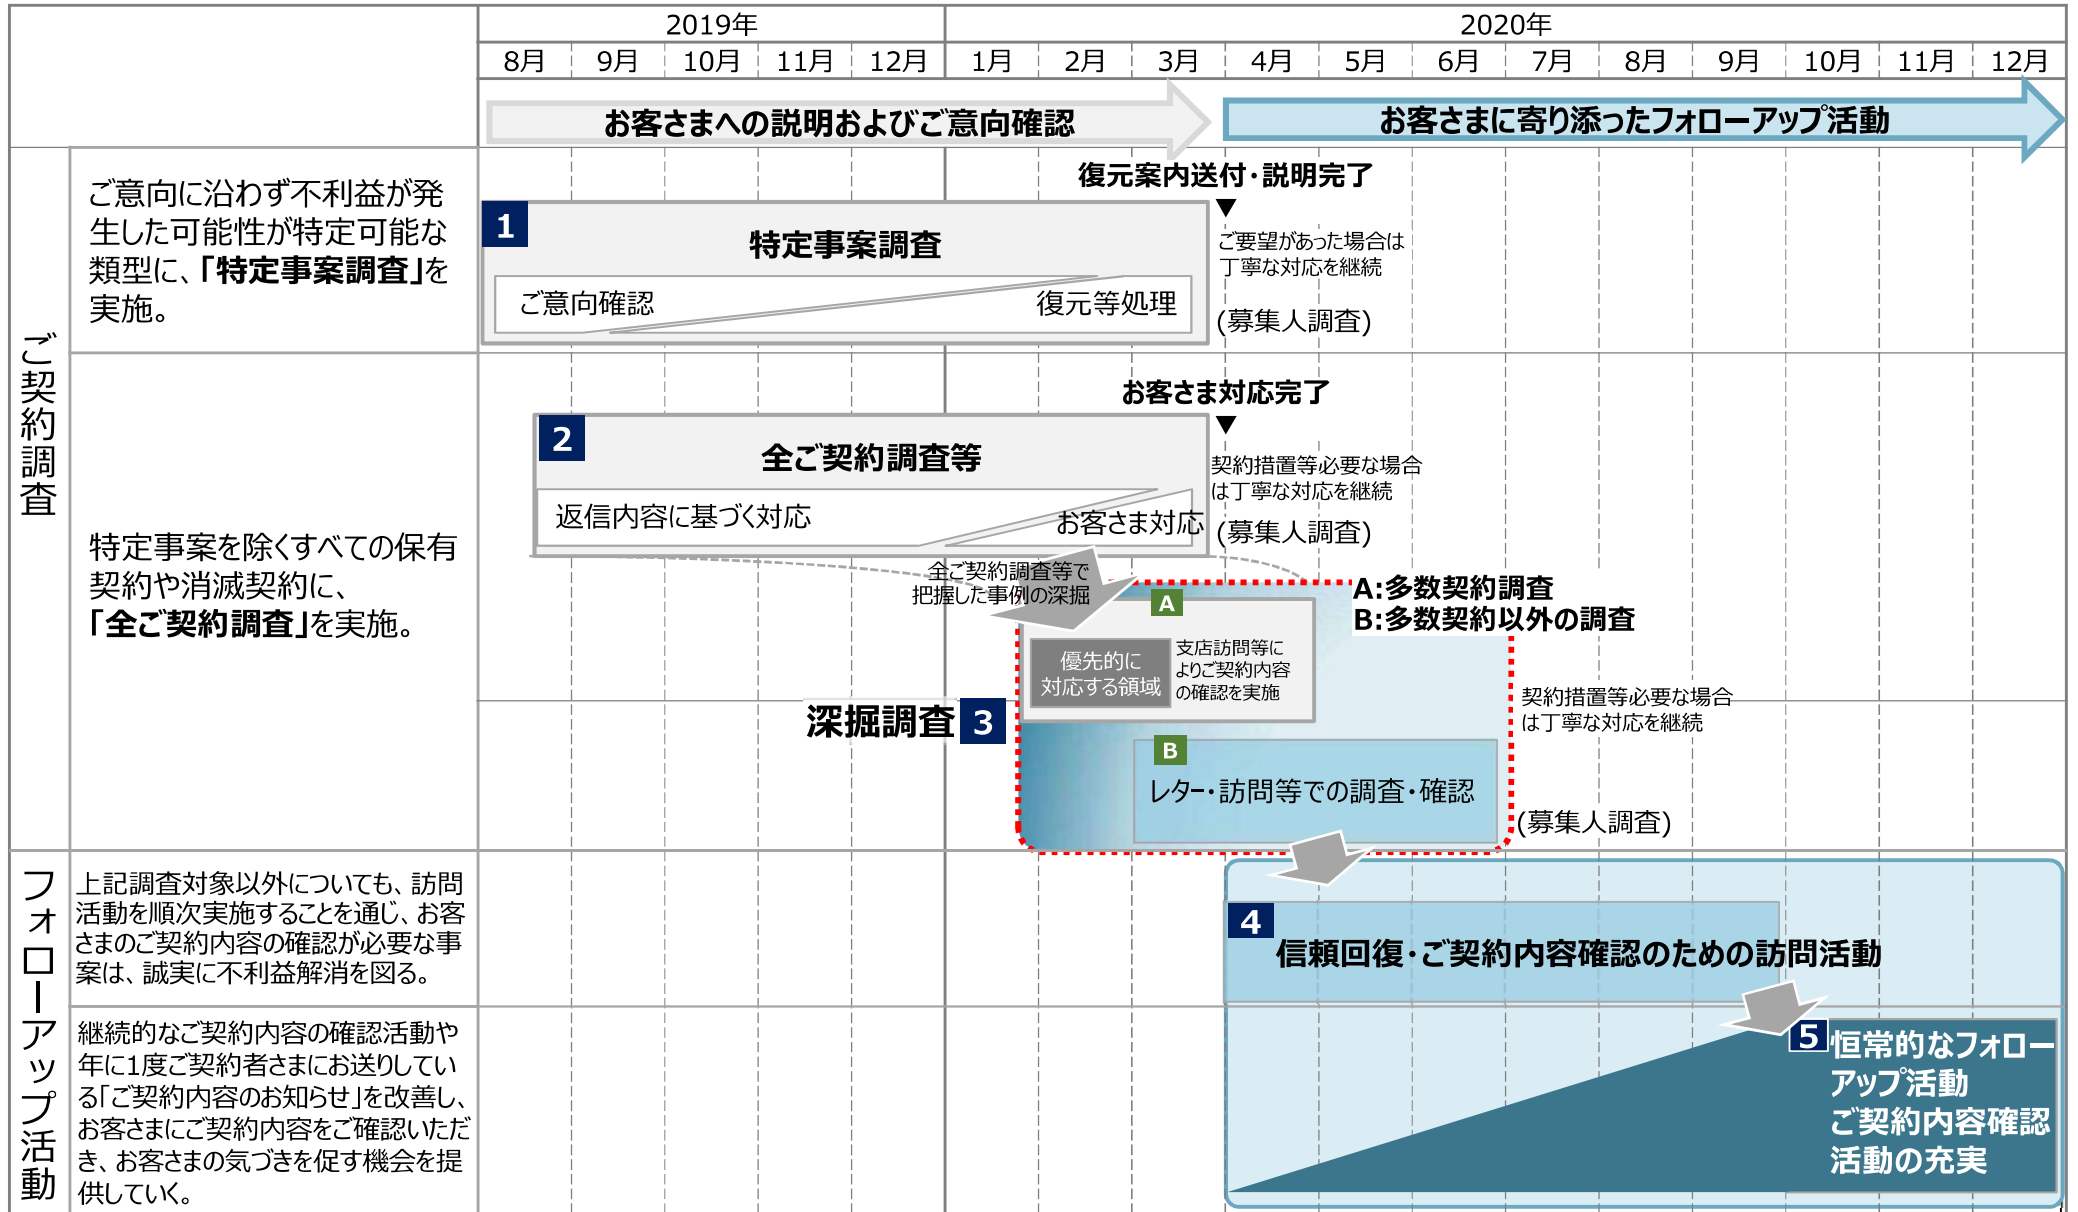 2019年
2020年
8月 9月 10月 11月 12月 1月 2月 3月 4月 5月 6月 7月 8月 9月 10月 11月 12月
お客さまへの説明およびご意向確認
お客さまに寄り添ったフォローアップ活動
ご契約調査
ご意向に沿わず不利益が発
生した可能性が特定可能な
類型に、「特定事案調査」を
実施。
復元案内送付・説明完了
▼
1
特定事案調査
ご意向確認
復元等処理
ご要望があった場合は
丁寧な対応を継続
(募集人調査)
特定事案を除くすべての保有
契約や消滅契約に、
「全ご契約調査」を実施。
お客さま対応完了
▼
2
全ご契約調査等
返信内容に基づく対応
お客さま対応
契約措置等必要な場合
は丁寧な対応を継続
(募集人調査)
全ご契約調査等で
把握した事例の深掘
A:多数契約調査
B:多数契約以外の調査
A
優先的に
対応する領域
支店訪問等に
よりご契約内容
の確認を実施
深掘調査
3
B
レター・訪問等での調査・確認
契約措置等必要な場合
は丁寧な対応を継続
(募集人調査)
フォローアップ活動
上記調査対象以外についても、訪問
活動を順次実施することを通じ、お客
さまのご契約内容の確認が必要な事
案は、誠実に不利益解消を図る。
4
信頼回復・ご契約内容確認のための訪問活動
継続的なご契約内容の確認活動や
年に1度ご契約者さまにお送りしてい
る「ご契約内容のお知らせ」を改善し、
お客さまにご契約内容をご確認いただ
き、お客さまの気づきを促す機会を提
供していく。
5
恒常的なフォロー
アップ活動
ご契約内容確認
活動の充実